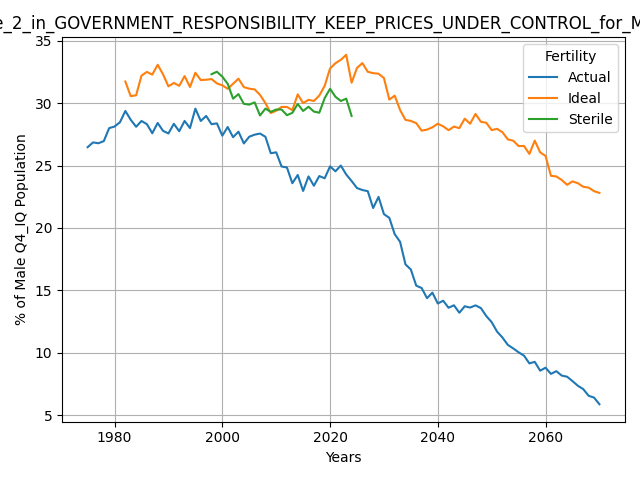 _2_in_GOVERNMENT_RESPONSIBILITY_KEEP_PRICES_UNDER_CONTROL_for_
35
30
25
20
15
10
5
% of Male Q4_IQ Population
Fertility
Actual
Ideal
Sterile
1980
2000
2020
2040
2060
Years